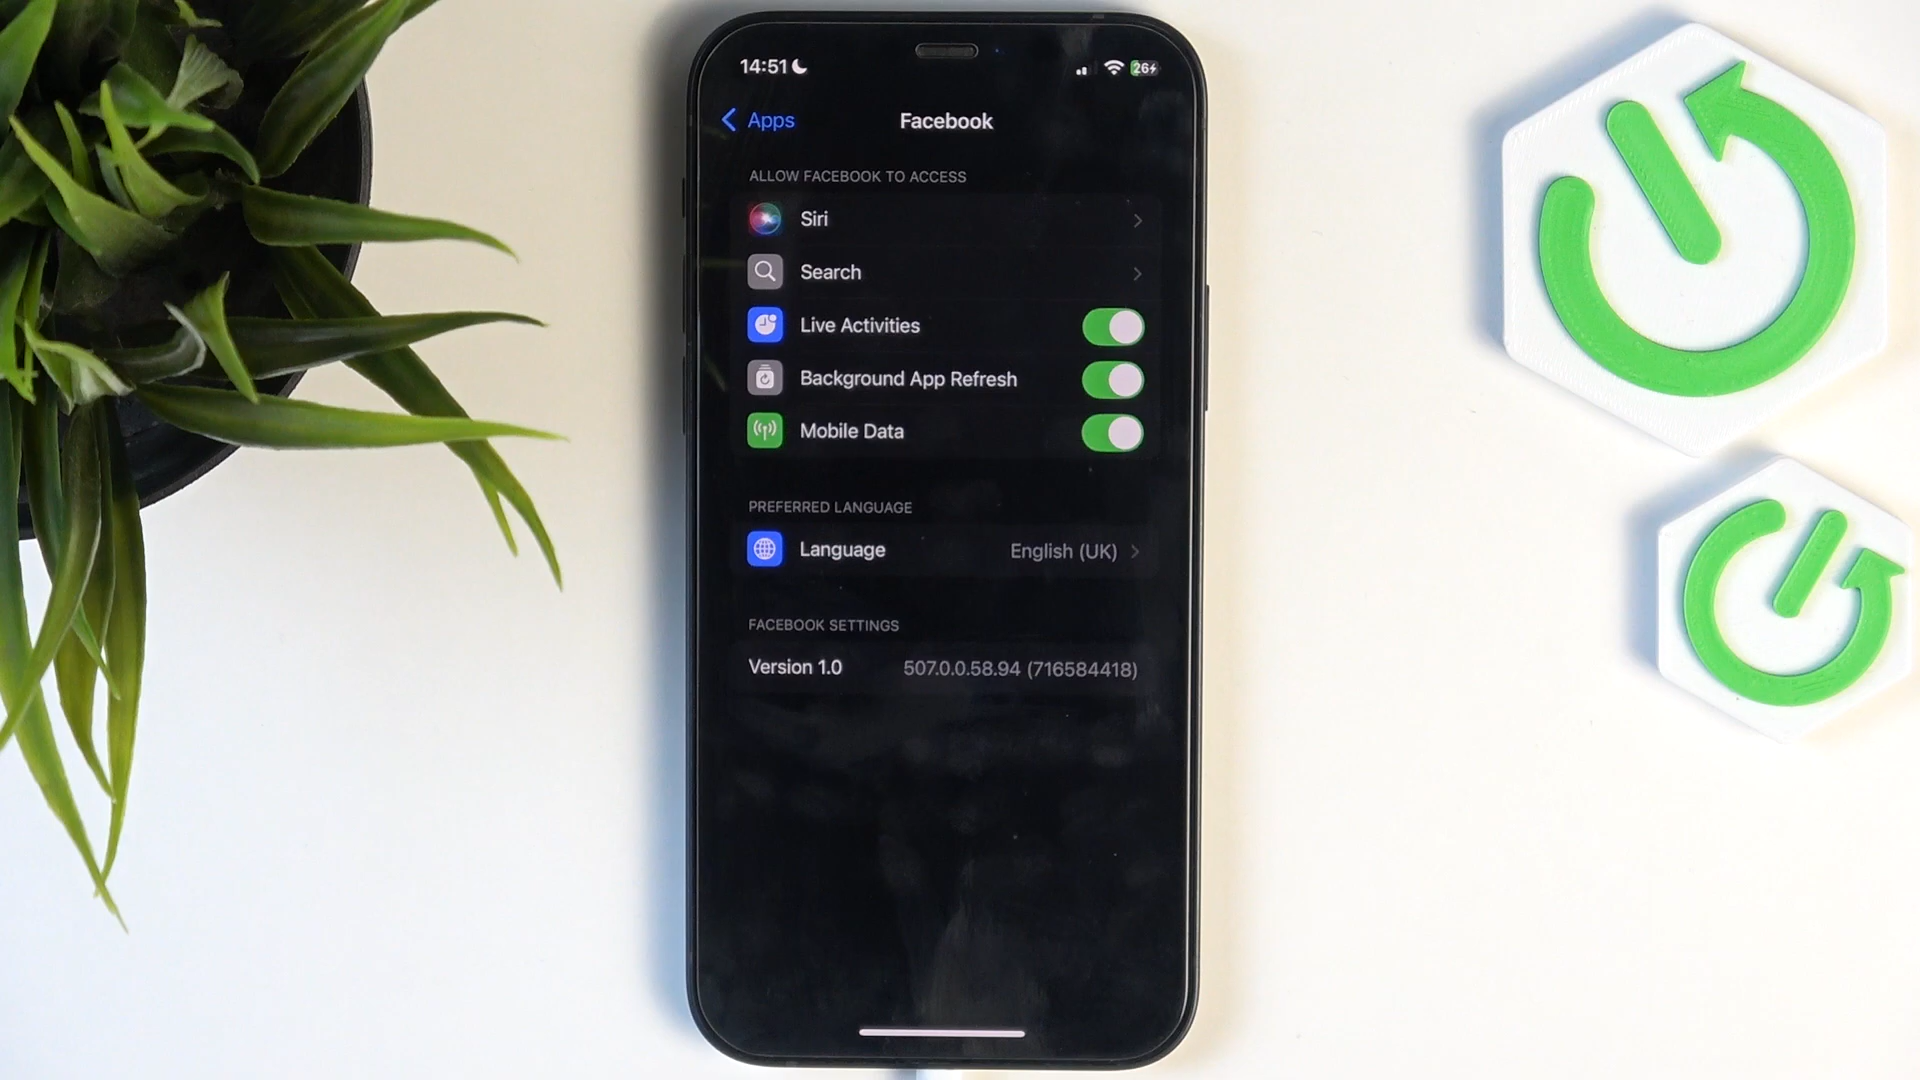 14:51
26
Apps
Facebook
ALLOW FACEBOOK TO ACCESS
Siri
Search
Live Activities
Background App Refresh
Mobile Data
PREFERRED LANGUAGE
Language English (UK)
FACEBOOK SETTINGS
Version 1.0 507.0.0.58.94 (716584418)